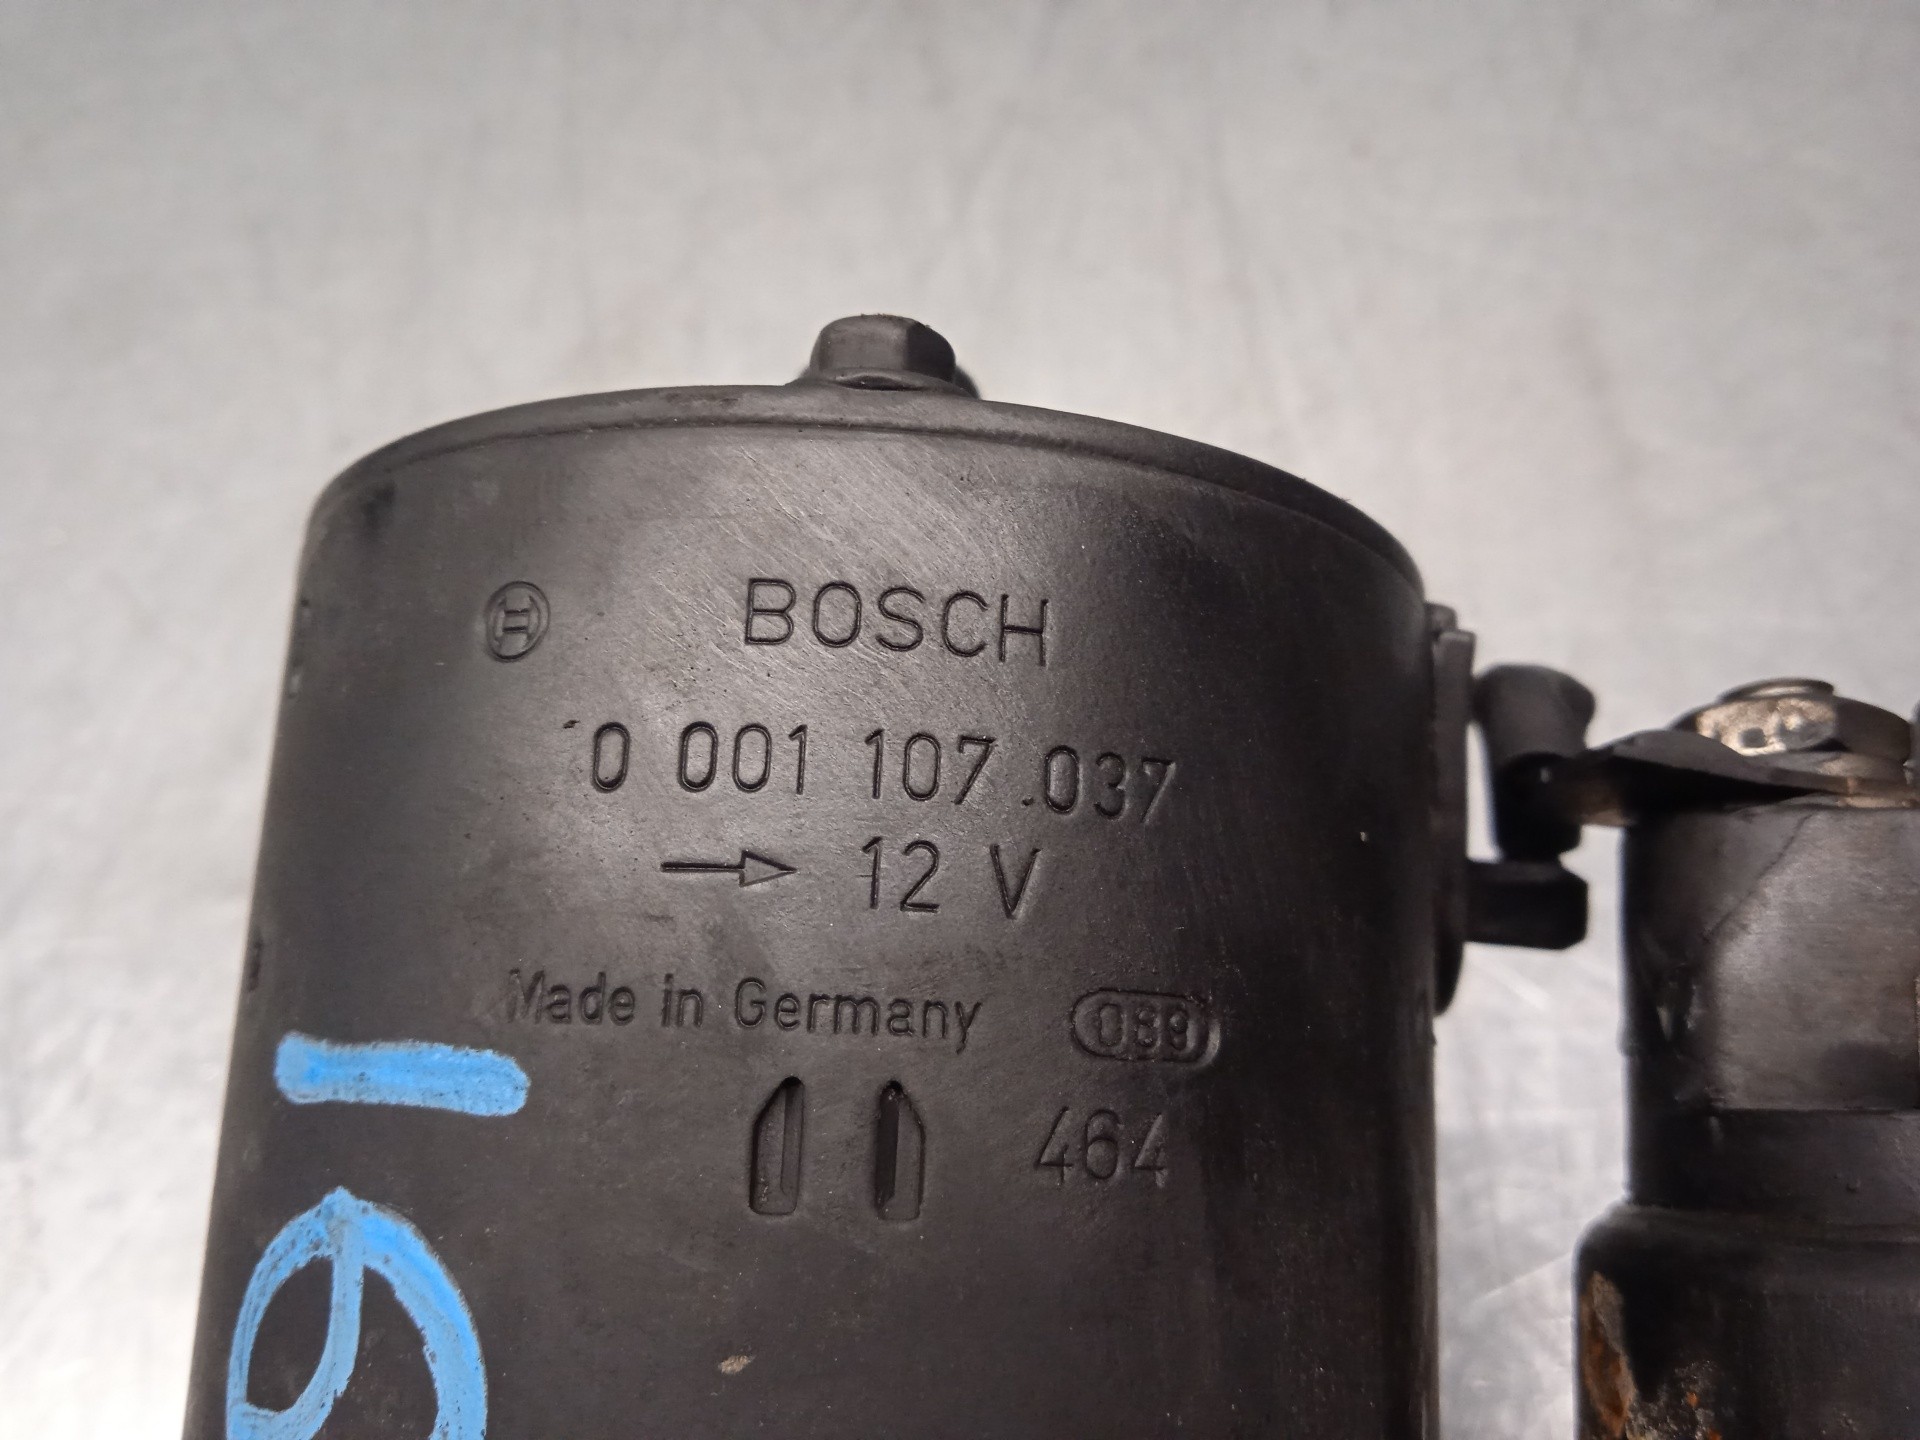 BOSCH
0 001 107 037
→ 12 V
Made in Germany
464